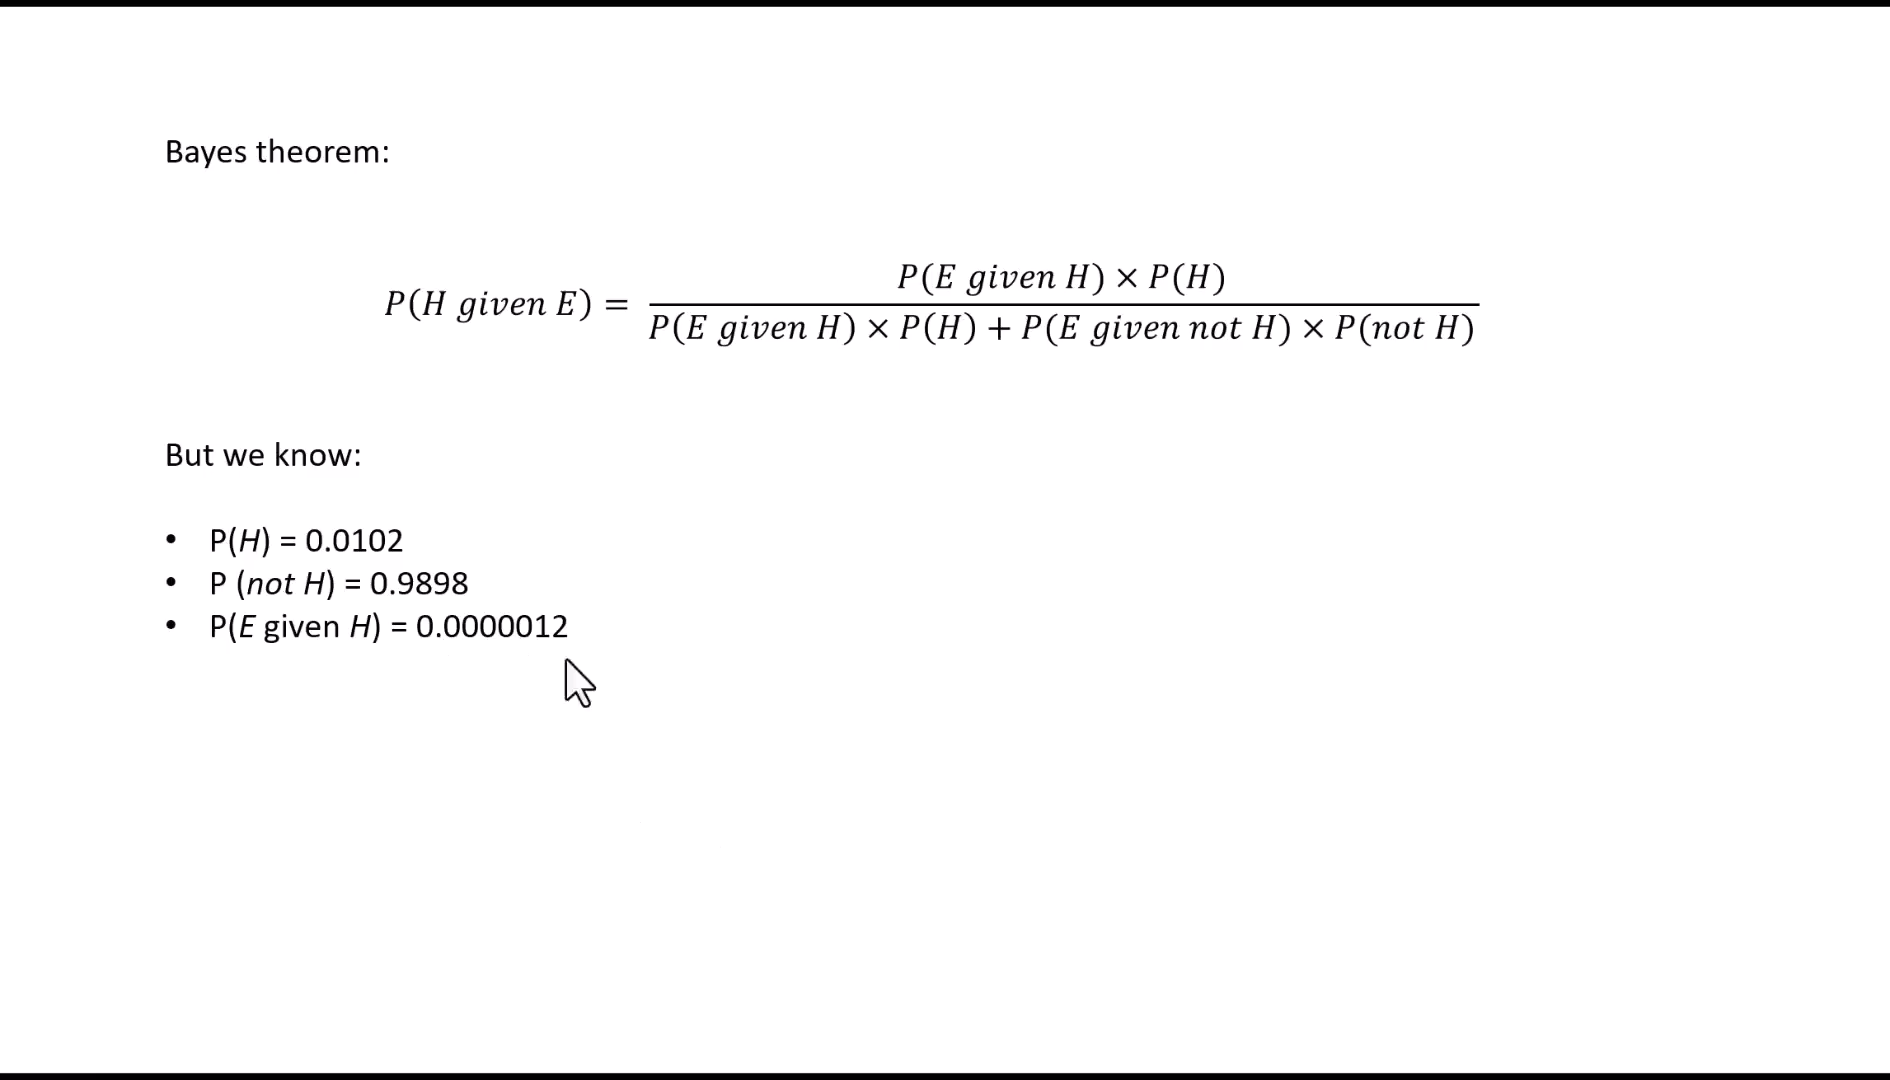 Bayes theorem:
P(E given H) × P(H)
P(H given E) =
P(E given H) × P(H) + P(E given not H) × P(not H)
But we know:
• P(H) = 0.0102
• P (not H) = 0.9898
• P(E given H) = 0.0000012